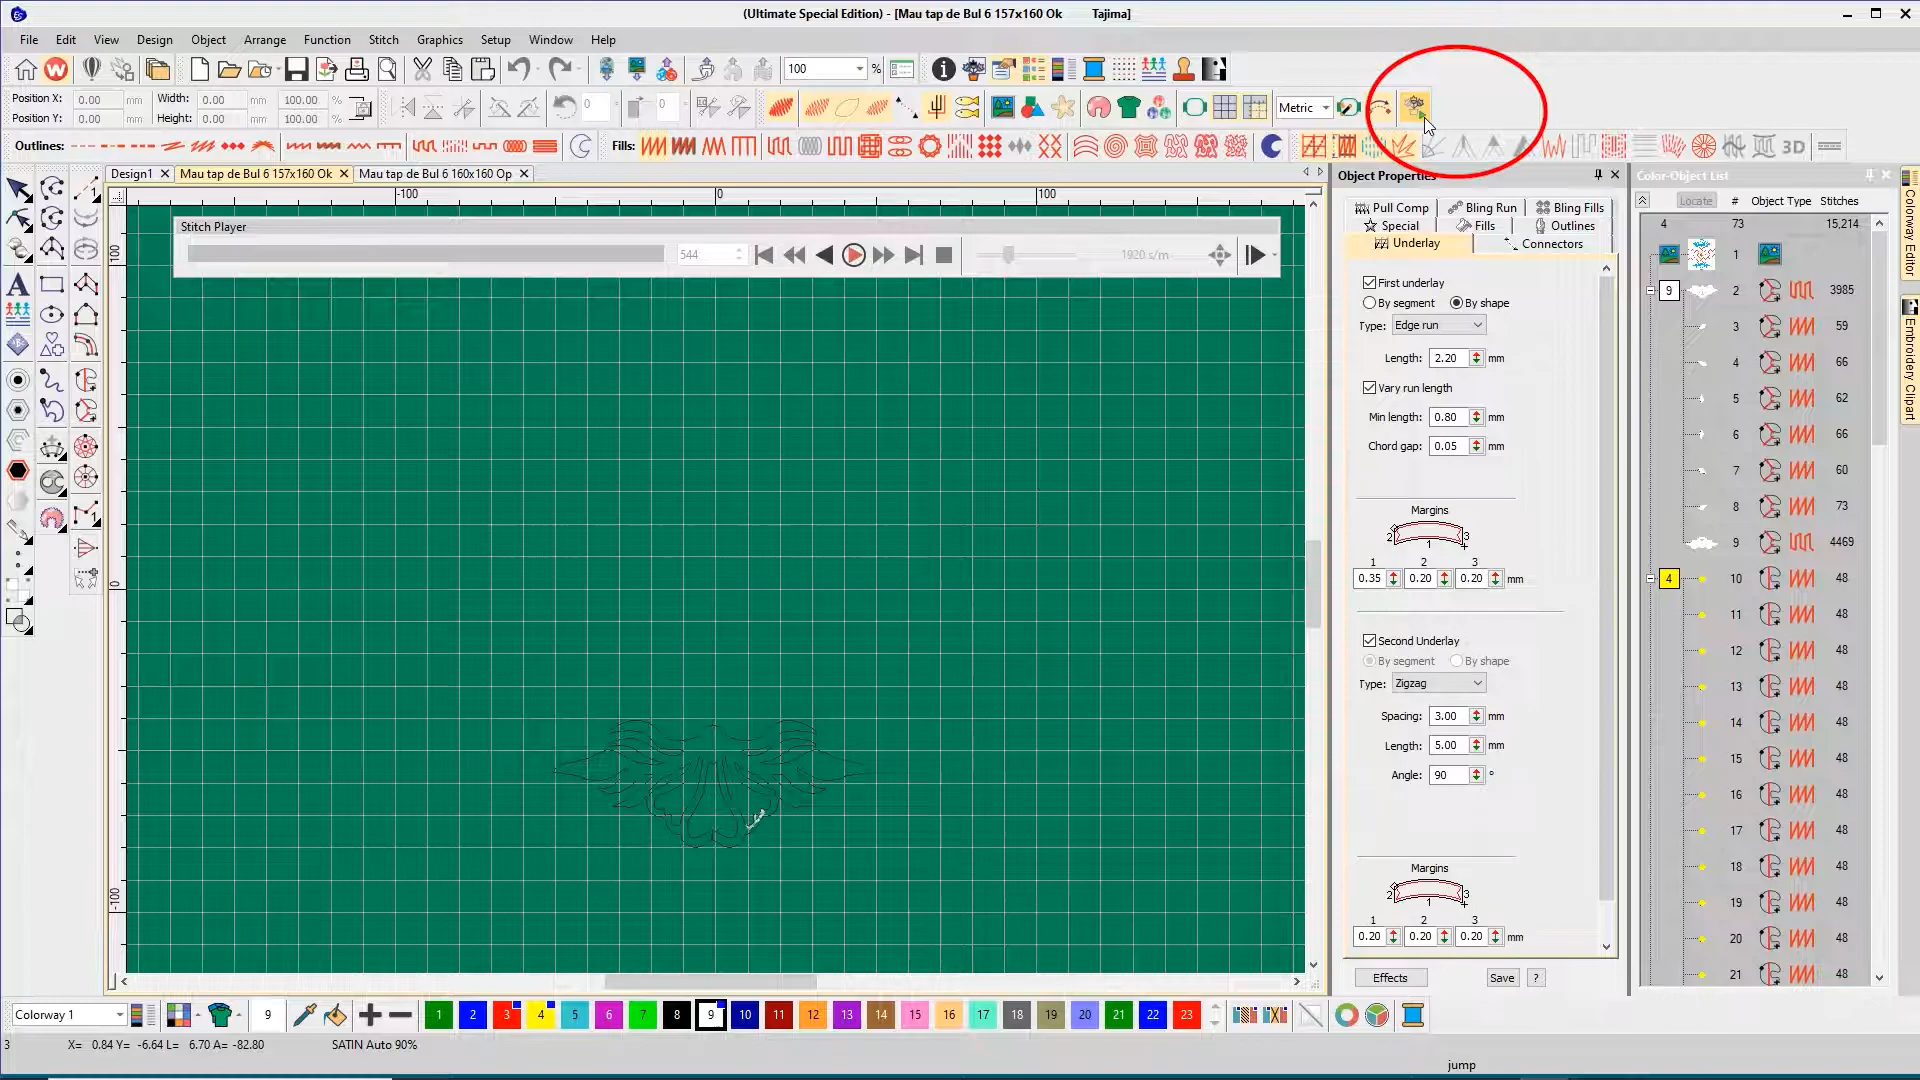 (Ultimate Special Edition) - [Mau tap de Bul 6 157x160 Ok Tajima]
File Edit View Design Object Arrange Function Stitch Graphics Setup Window Help
100 %
Position X: 0.00 mm Width: 0.00 mm 100.00 %
Position Y: 0.00 mm Height: 0.00 mm 100.00 %
0 0 Metric
Outlines: Fills: 3D
Design1 Mau tap de Bul 6 157x160 Ok Mau tap de Bul 6 160x160 Op
-100 0 100
100
0
-100
Stitch Player
544 1920 s/m
Object Properties
Pull Comp Bling Run Bling Fills
Special Fills Outlines
Underlay Connectors
First underlay
By segment By shape
Type: Edge run
Length: 2.20 mm
Vary run length
Min length: 0.80 mm
Chord gap: 0.05 mm
Margins
2 3
1
1 2 3
0.35 0.20 0.20 mm
Second Underlay
By segment By shape
Type: Zigzag
Spacing: 3.00 mm
Length: 5.00 mm
Angle: 90 °
Margins
2 3
1
1 2 3
0.20 0.20 0.20 mm
Effects Save ?
Color-Object List
Locate # Object Type Stitches
4 73 15,214
1
9 2 3985
3 59
4 66
5 62
6 66
7 60
8 73
9 4469
4 10 48
11 48
12 48
13 48
14 48
15 48
16 48
17 48
18 48
19 48
20 48
21 48
Colorway Editor
Embroidery Clipart
Colorway 1 9 1 2 3 4 5 6 7 8 9 10 11 12 13 14 15 16 17 18 19 20 21 22 23
3 X= 0.84 Y= -6.64 L= 6.70 A= -82.80 SATIN Auto 90%
jump